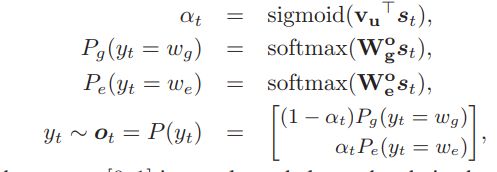 α_t = sigmoid(v_u^⊤ s_t),
P_g(y_t = w_g) = softmax(W_g^o s_t),
P_e(y_t = w_e) = softmax(W_e^o s_t),
y_t ∼ o_t = P(y_t) = [(1 − α_t)P_g(y_t = w_g)
α_t P_e(y_t = w_e)],